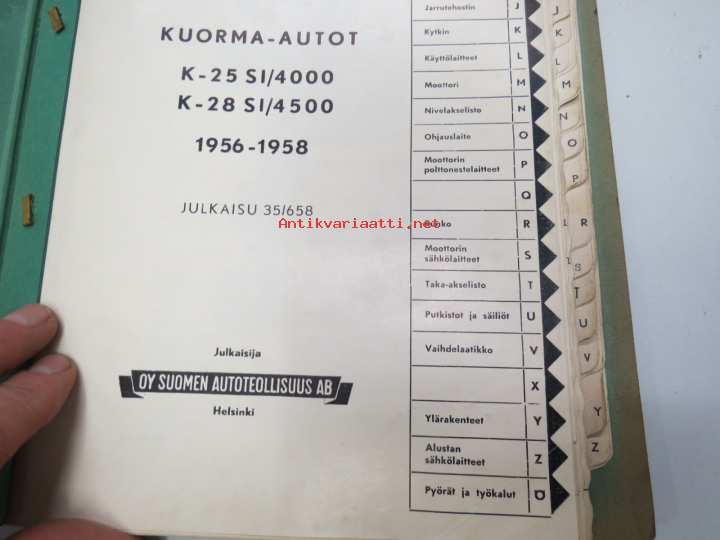 KUORMA-AUTOT
K-25 SI/4000
K-28 SI/4500
1956-1958
JULKAISU 35/658
Antikvariaatti.net
Julkaisija
OY SUOMEN AUTOTEOLLISUUS AB
Helsinki
Jarrutehostin J
Kytkin K
Käyttölaitteet L
Moottori M
Nivelakselisto N
Ohjauslaite O
Moottorin
polttonestelaitteet P
Q
R
Moottorin
sähkölaitteet S
Taka-akselisto T
Putkistot ja säiliöt U
Vaihdelaatikko V
X
Ylärakenteet Y
Alustan
sähkölaitteet Z
Pyörät ja työkalut Ö
J
K
L
M
N
O
P
R
S
T
U
V
Y
Z